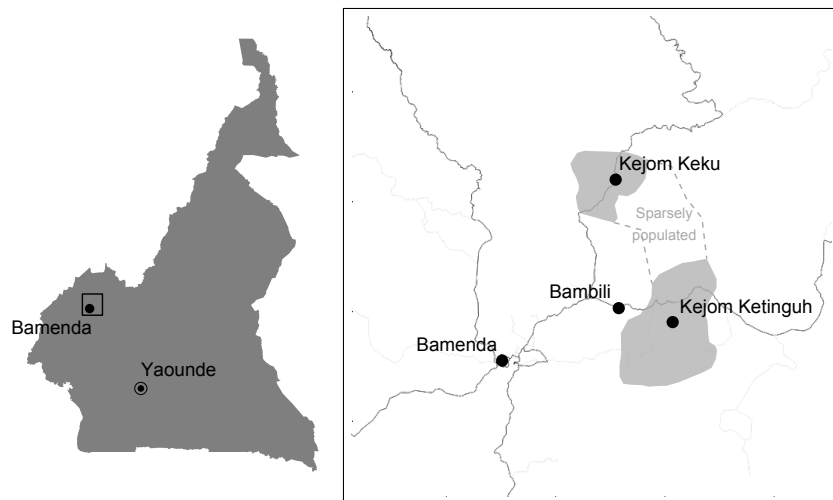 Bamenda
Yaounde
Kejom Keku
Sparsely
populated
Bambili
Kejom Ketinguh
Bamenda